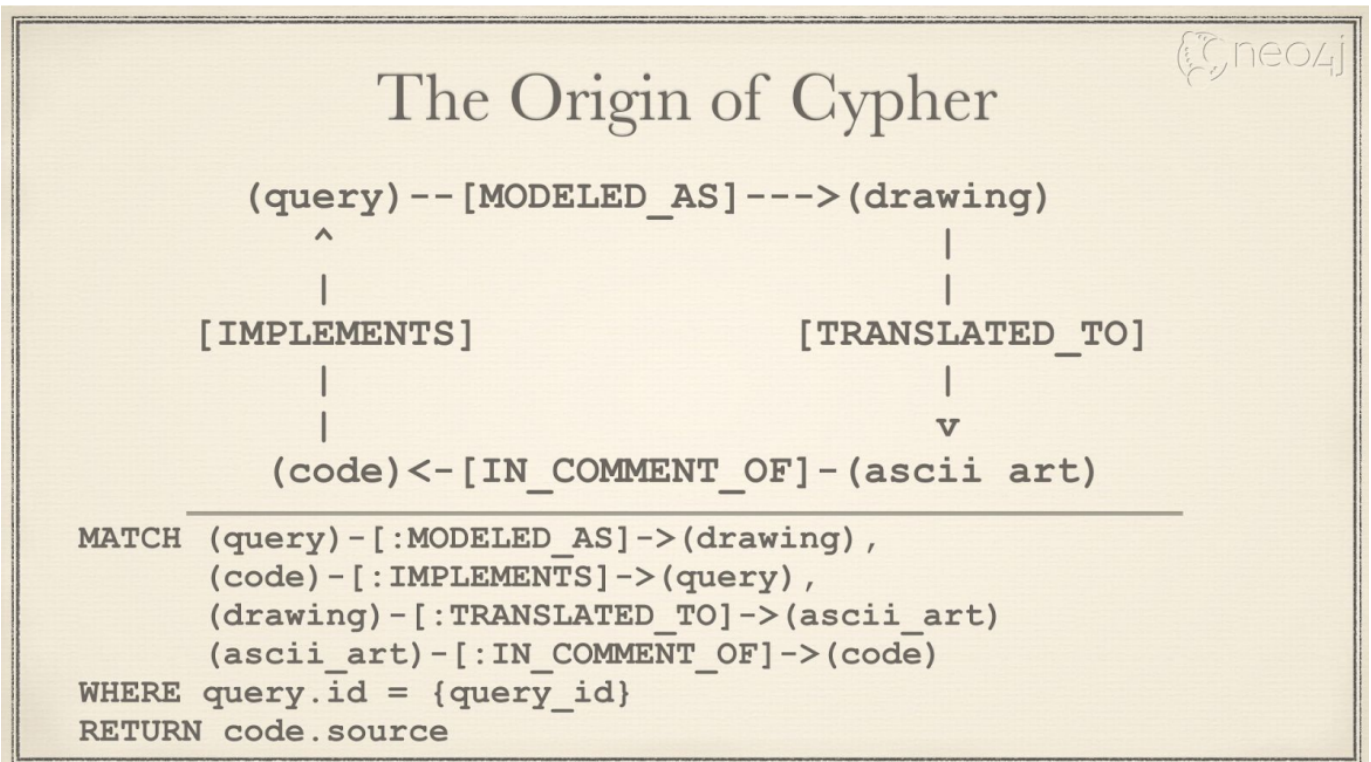 neo4j
The Origin of Cypher
(query)--[MODELED_AS]--->(drawing)
^ |
| |
[IMPLEMENTS] [TRANSLATED_TO]
| |
| v
(code)<-[IN_COMMENT_OF]-(ascii art)
MATCH (query)-[:MODELED_AS]->(drawing),
(code)-[:IMPLEMENTS]->(query),
(drawing)-[:TRANSLATED_TO]->(ascii_art)
(ascii_art)-[:IN_COMMENT_OF]->(code)
WHERE query.id = {query_id}
RETURN code.source